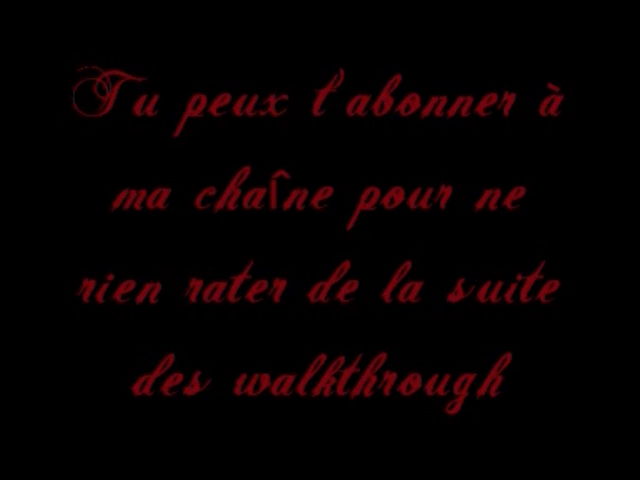 Tu peux t'abonner à
ma chaîne pour ne
rien rater de la suite
des walkthrough